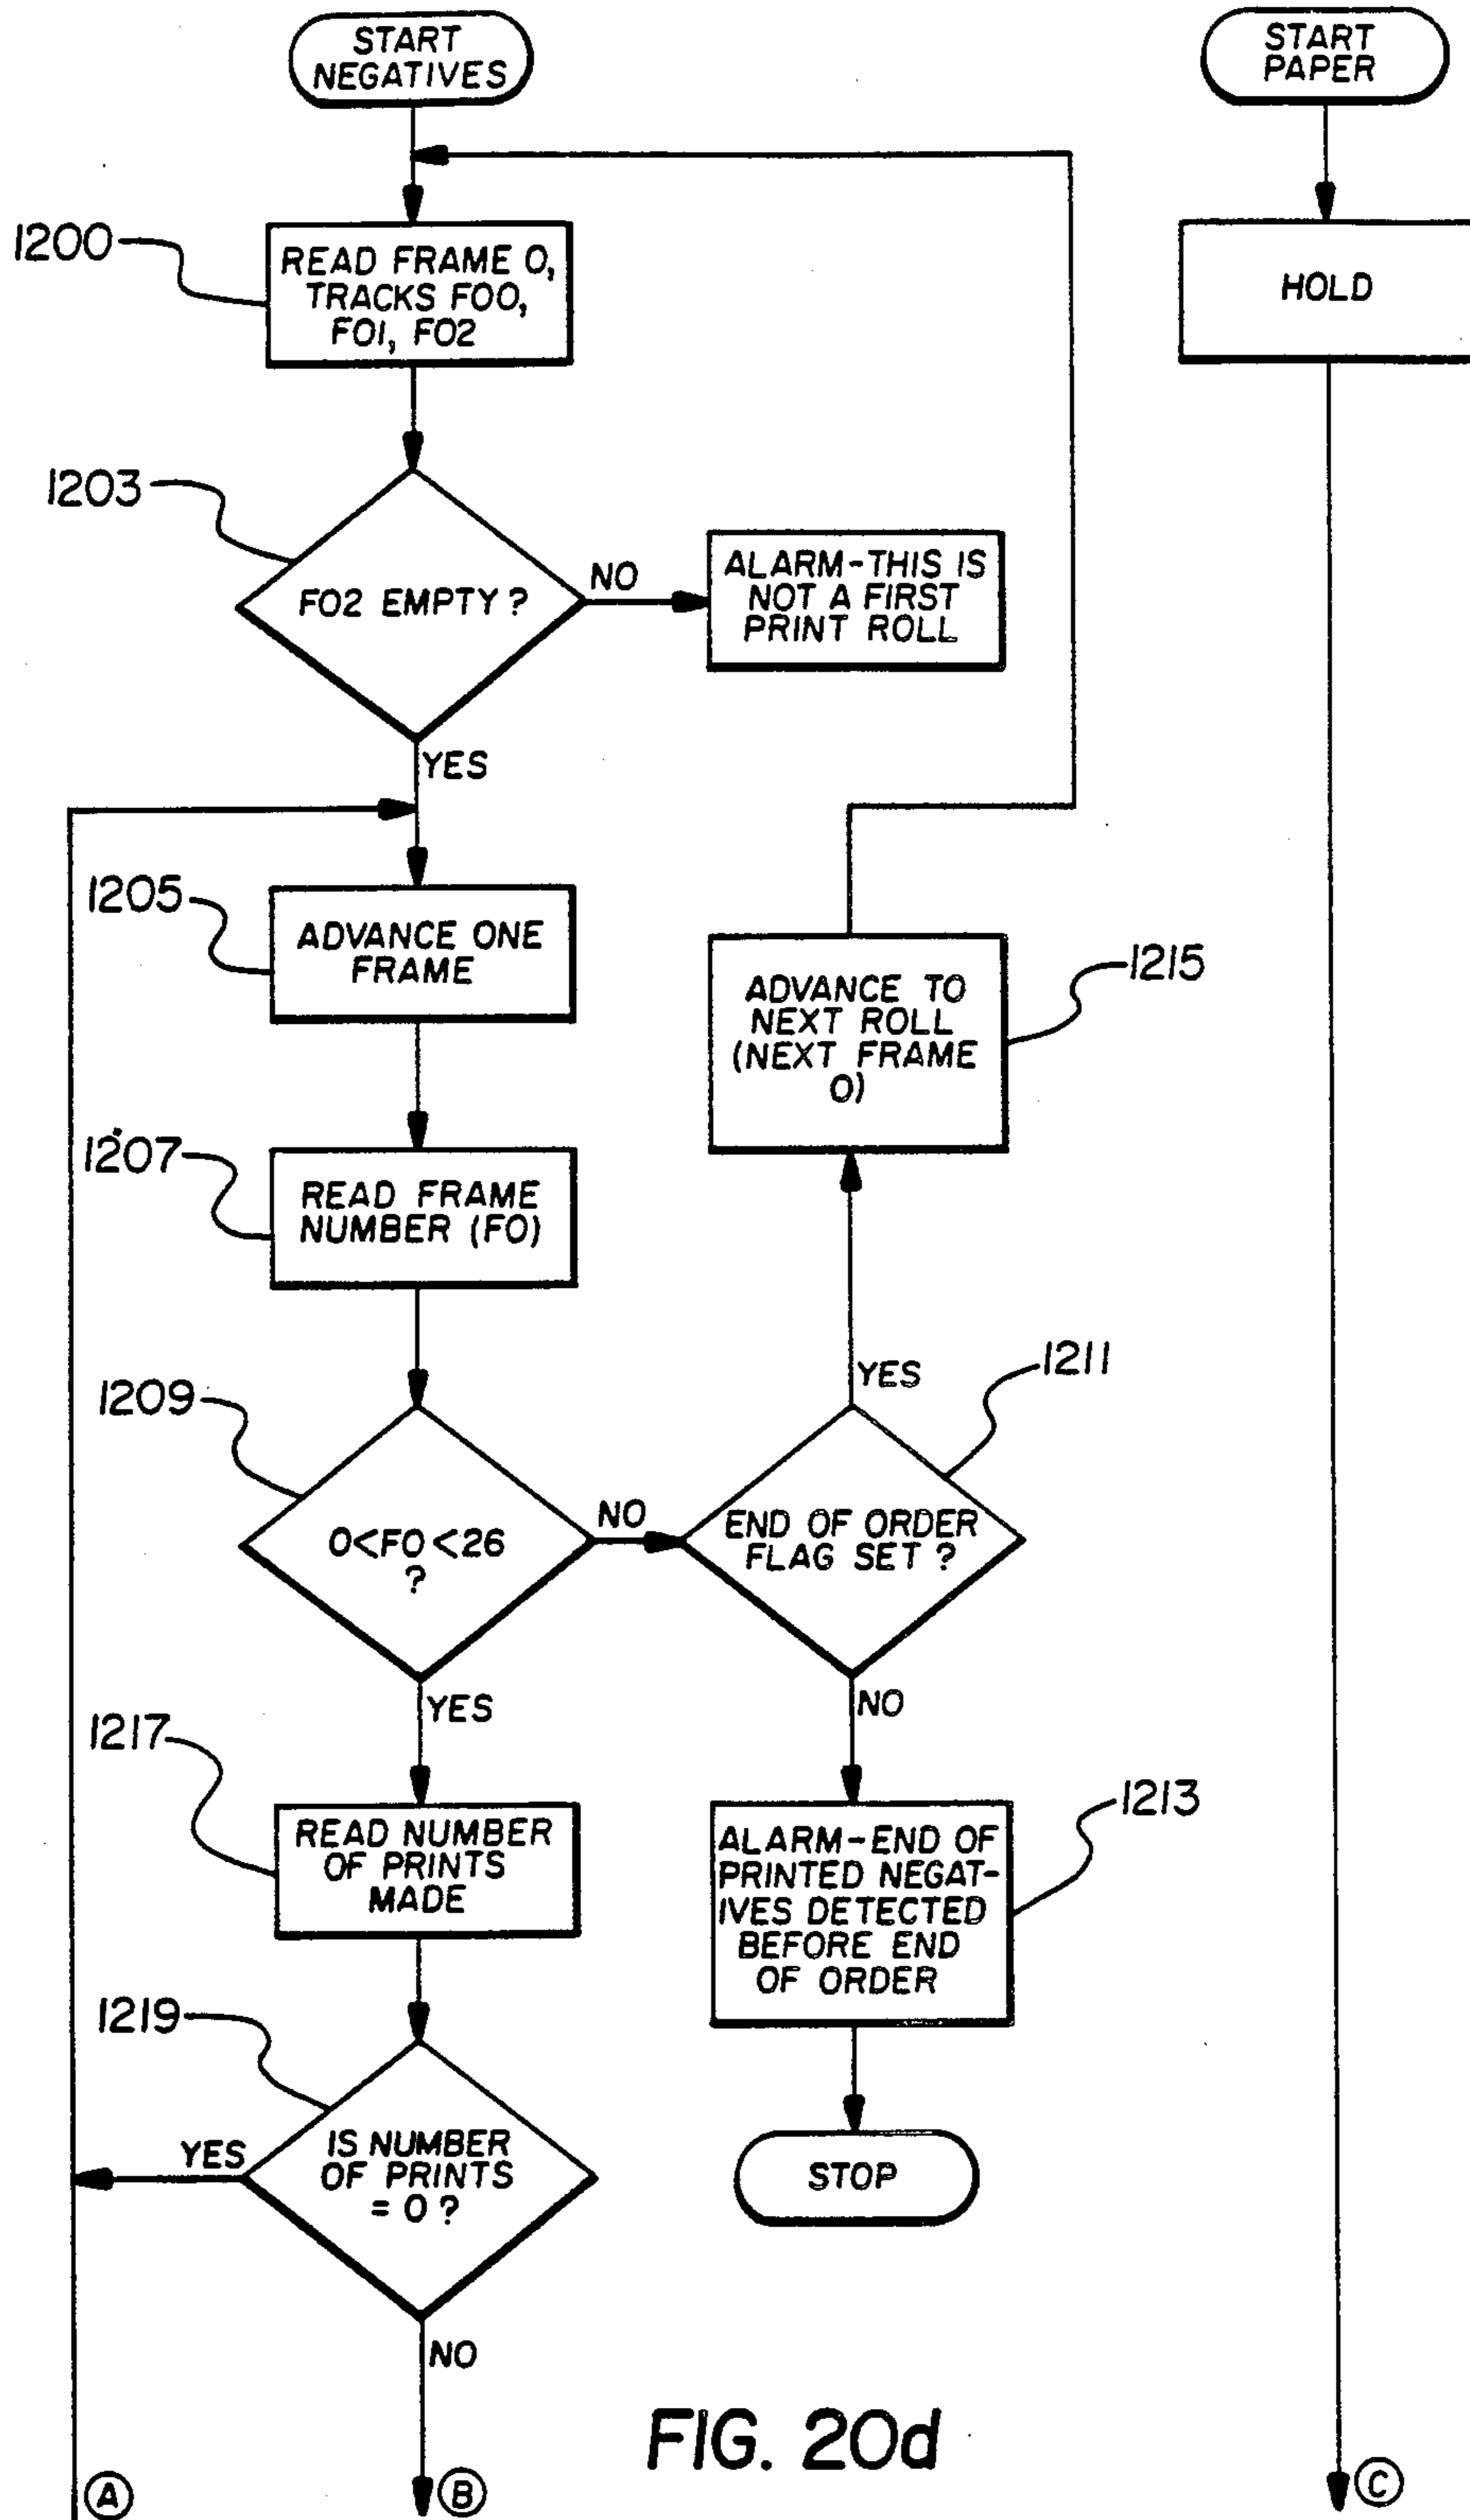 START
NEGATIVES
START
PAPER
1200
READ FRAME 0,
TRACKS F00,
F01, F02
HOLD
1203
F02 EMPTY ?
NO
ALARM-THIS IS
NOT A FIRST
PRINT ROLL
YES
1205
ADVANCE ONE
FRAME
1215
ADVANCE TO
NEXT ROLL
(NEXT FRAME
0)
1207
READ FRAME
NUMBER (F0)
1209
0<F0<26
?
NO
YES
1211
END OF ORDER
FLAG SET ?
YES
NO
1217
READ NUMBER
OF PRINTS
MADE
1213
ALARM-END OF
PRINTED NEGAT-
IVES DETECTED
BEFORE END
OF ORDER
1219
YES
IS NUMBER
OF PRINTS
= 0 ?
STOP
NO
FIG. 20d
A
B
C